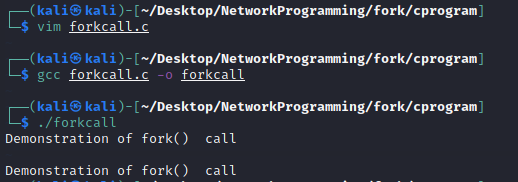 ┌──(kali㉿kali)-[~/Desktop/NetworkProgramming/fork/cprogram]
└─$ vim forkcall.c
┌──(kali㉿kali)-[~/Desktop/NetworkProgramming/fork/cprogram]
└─$ gcc forkcall.c -o forkcall
┌──(kali㉿kali)-[~/Desktop/NetworkProgramming/fork/cprogram]
└─$ ./forkcall
Demonstration of fork()  call
Demonstration of fork()  call